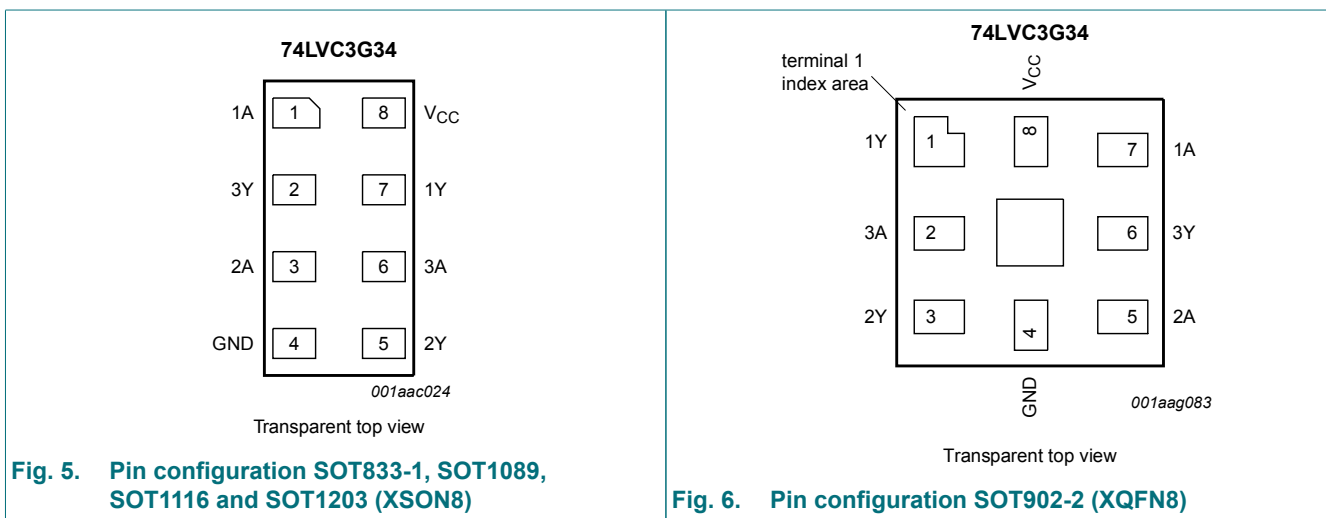 74LVC3G34
1A 1 8 VCC
3Y 2 7 1Y
2A 3 6 3A
GND 4 5 2Y
001aac024
Transparent top view
Fig. 5. Pin configuration SOT833-1, SOT1089,
SOT1116 and SOT1203 (XSON8)
74LVC3G34
terminal 1
index area
VCC
1Y 1 8 7 1A
3A 2 6 3Y
2Y 3 4 5 2A
GND
001aag083
Transparent top view
Fig. 6. Pin configuration SOT902-2 (XQFN8)